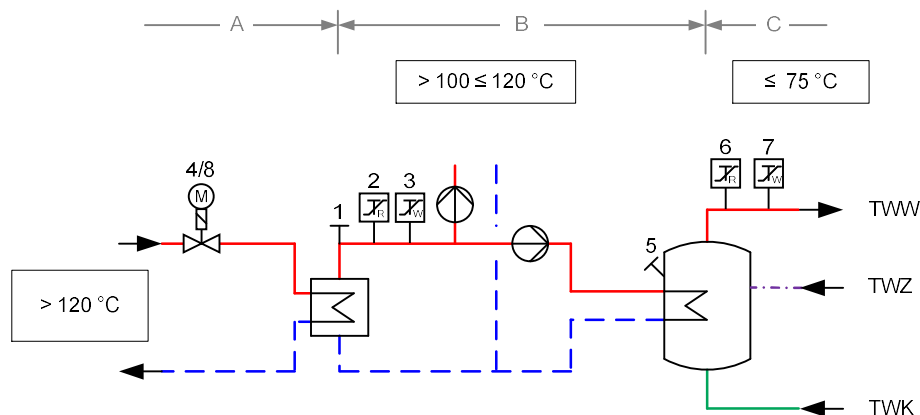 A B C
> 100 ≤ 120 °C
≤ 75 °C
6 7
4/8
M
2 3
R W
R W
1
TWW
5
TWZ
> 120 °C
TWK